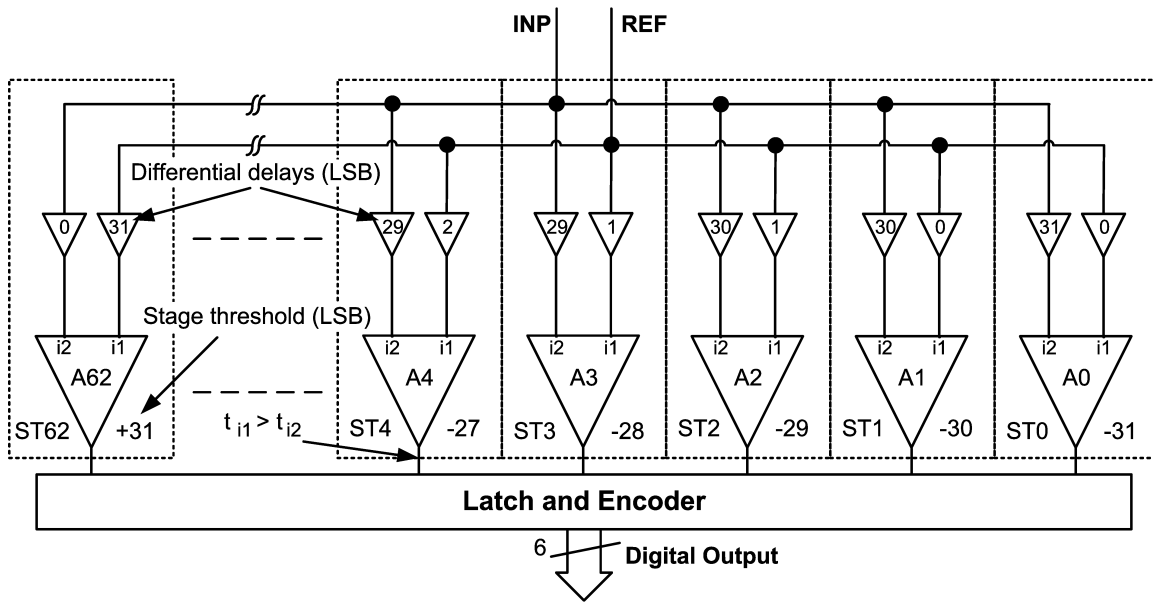 INP REF
Differential delays (LSB)
0 31 29 2 29 1 30 1 30 0 31 0
Stage threshold (LSB)
i2 i1 i2 i1 i2 i1 i2 i1 i2 i1 i2 i1
A62 A4 A3 A2 A1 A0
ST62 +31 t i1 > t i2 ST4 -27 ST3 -28 ST2 -29 ST1 -30 ST0 -31
Latch and Encoder
6 Digital Output